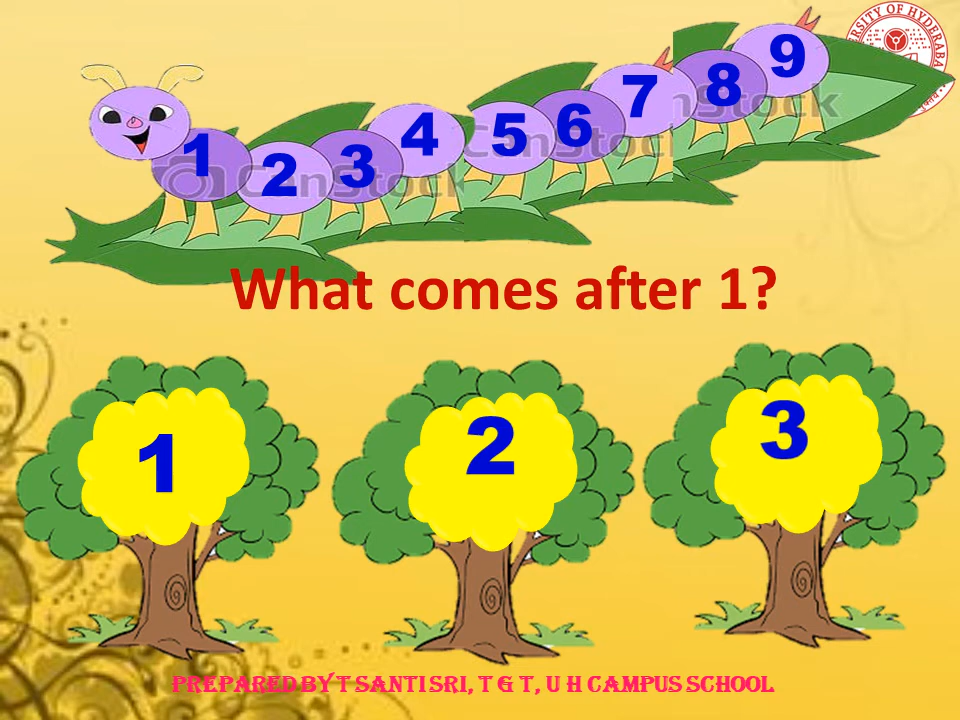 1 2 3 4 5 6 7 8 9
CanStock
What comes after 1?
1 2 3
PREPARED BY T SANTI SRI, T G T, U H CAMPUS SCHOOL